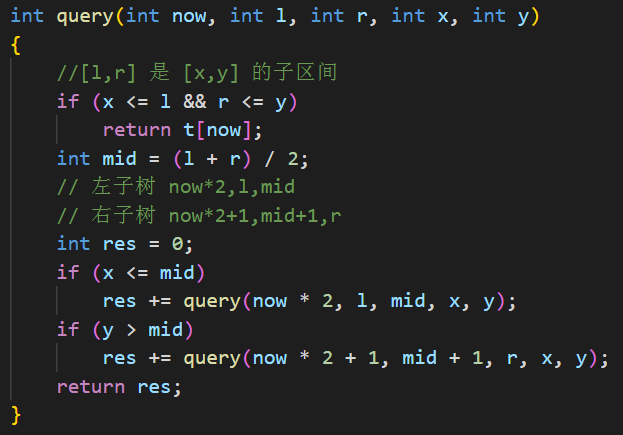 int query(int now, int l, int r, int x, int y)
{
    //[l,r] 是 [x,y] 的子区间
    if (x <= l && r <= y)
        return t[now];
    int mid = (l + r) / 2;
    // 左子树 now*2,l,mid
    // 右子树 now*2+1,mid+1,r
    int res = 0;
    if (x <= mid)
        res += query(now * 2, l, mid, x, y);
    if (y > mid)
        res += query(now * 2 + 1, mid + 1, r, x, y);
    return res;
}